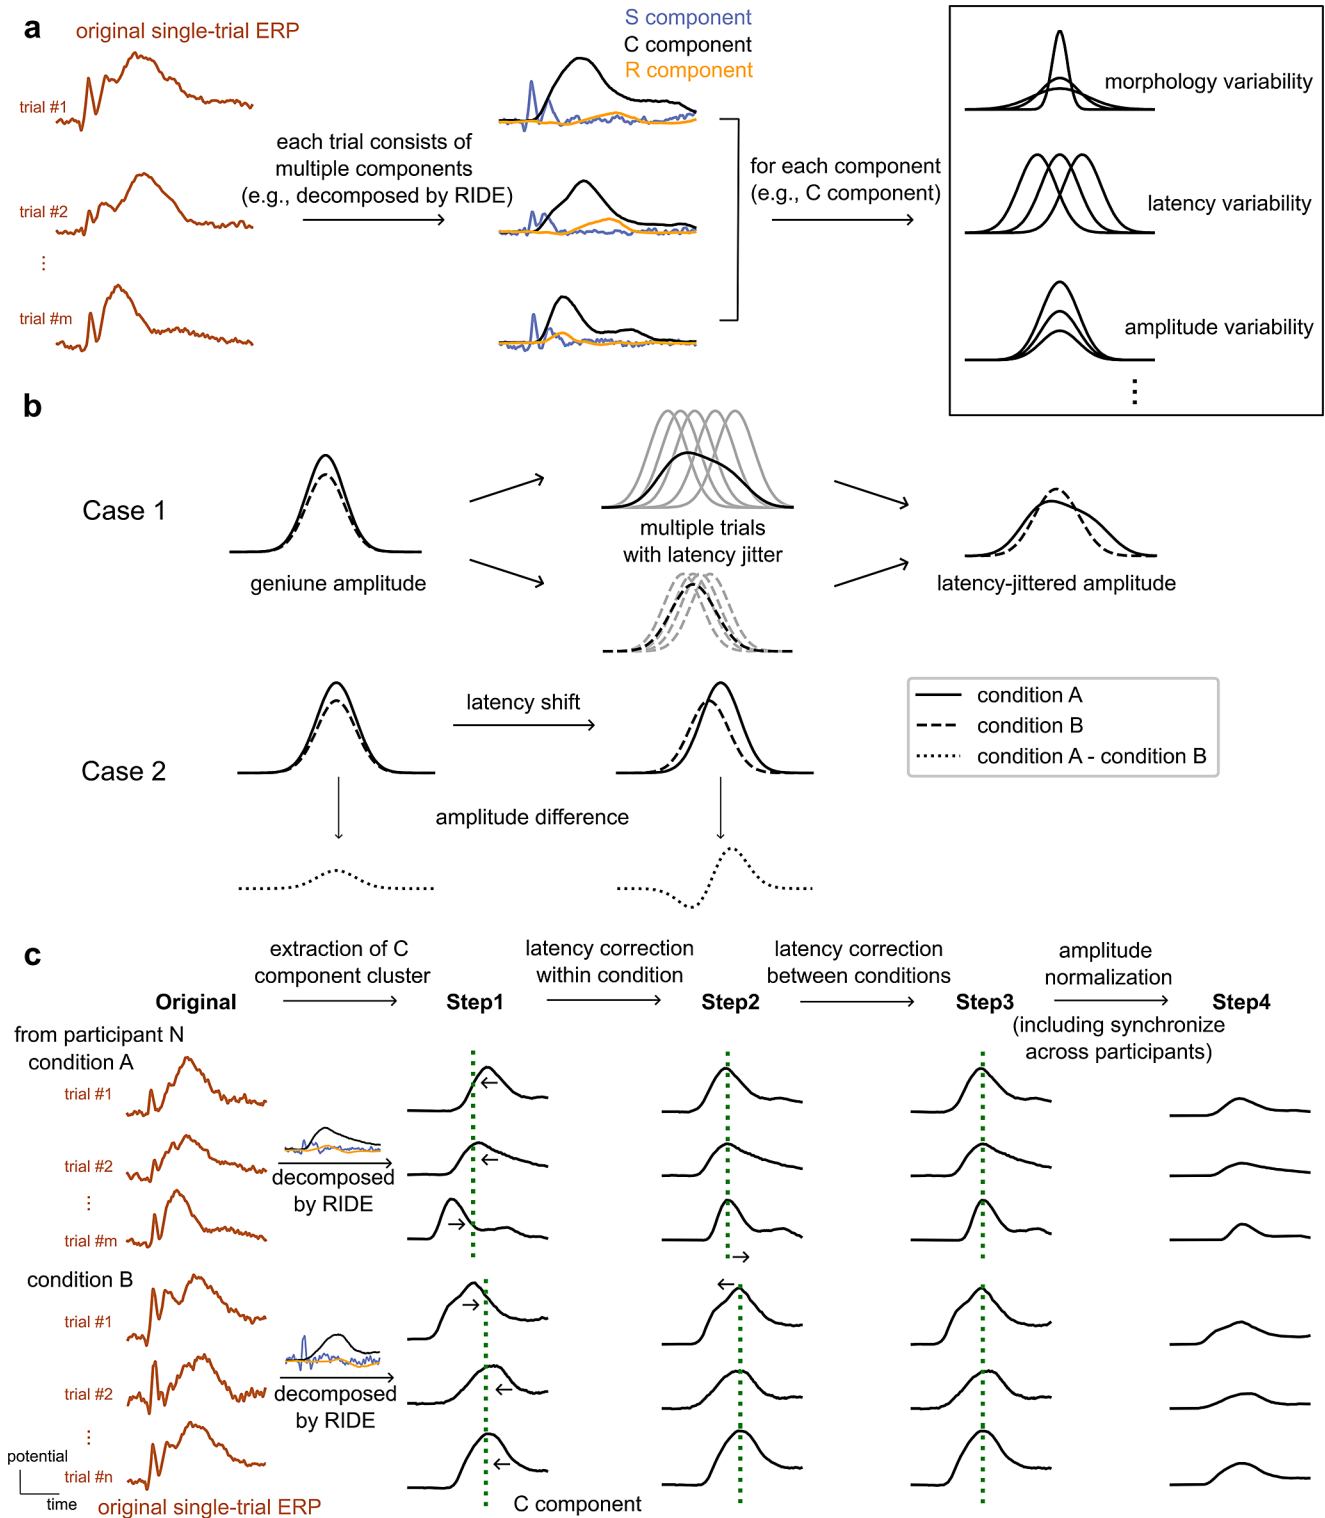 a
original single-trial ERP
trial #1
trial #2
⋮
trial #m
each trial consists of
multiple components
(e.g., decomposed by RIDE)
S component
C component
R component
for each component
(e.g., C component)
morphology variability
latency variability
amplitude variability
⋮
b
Case 1
geniune amplitude
multiple trials
with latency jitter
latency-jittered amplitude
Case 2
latency shift
amplitude difference
condition A
condition B
condition A - condition B
c
extraction of C
component cluster
latency correction
within condition
latency correction
between conditions
amplitude
normalization
Original
Step1
Step2
Step3
Step4
(including synchronize
across participants)
from participant N
condition A
trial #1
trial #2
⋮
trial #m
decomposed
by RIDE
condition B
trial #1
trial #2
⋮
trial #n
decomposed
by RIDE
potential
time
original single-trial ERP
C component